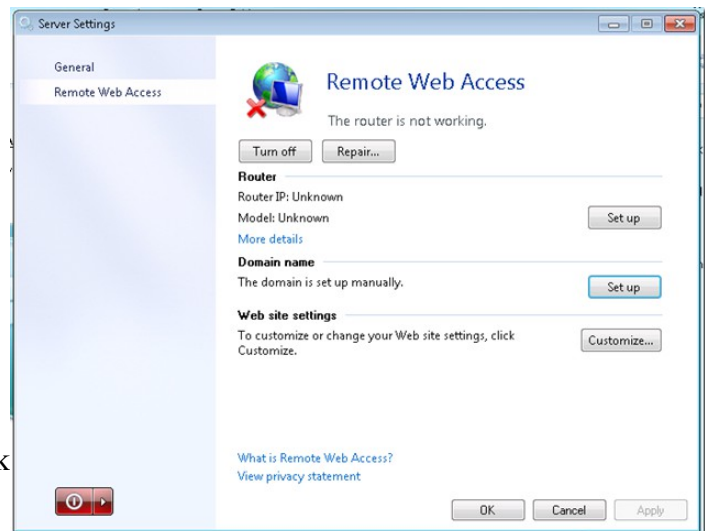 Server Settings
General
Remote Web Access
Remote Web Access
The router is not working.
Turn off
Repair...
Router
Router IP: Unknown
Model: Unknown
Set up
More details
Domain name
The domain is set up manually.
Set up
Web site settings
To customize or change your Web site settings, click
Customize.
Customize...
What is Remote Web Access?
View privacy statement
OK
Cancel
Apply